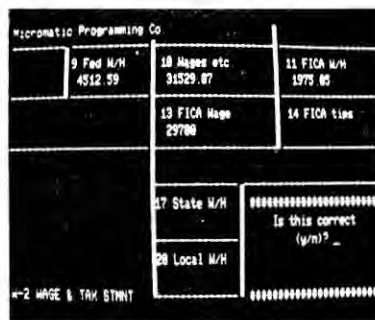 Micromatic Programming Co.
9 Fed W/H
4512.59
10 Wages etc
31529.07
11 FICA W/H
1975.05
13 FICA Wage
29700
14 FICA tips
17 State W/H
Is this correct
(y/n)? _
20 Local W/H
W-2 WAGE & TAX STMNT